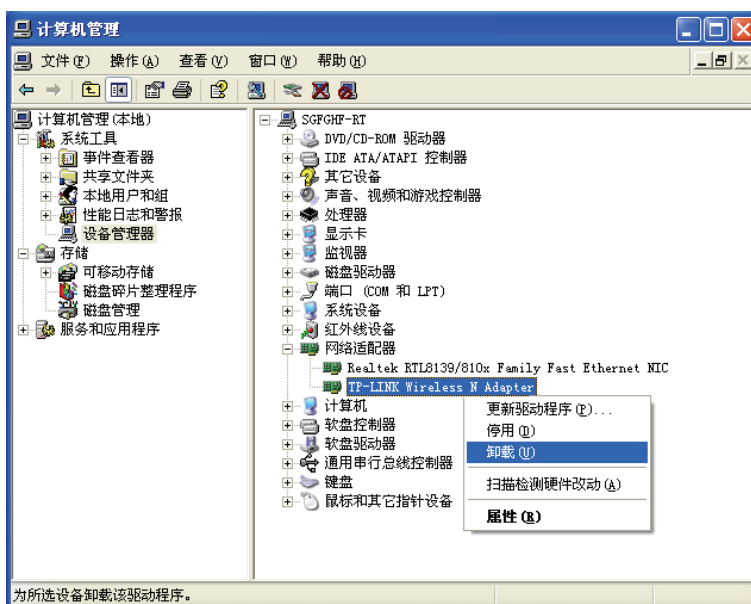 计算机管理
文件(F) 操作(A) 查看(V) 窗口(W) 帮助(H)
计算机管理(本地)
系统工具
事件查看器
共享文件夹
本地用户和组
性能日志和警报
设备管理器
存储
可移动存储
磁盘碎片整理程序
磁盘管理
服务和应用程序
SGFGHF-RT
DVD/CD-ROM 驱动器
IDE ATA/ATAPI 控制器
其它设备
声音、视频和游戏控制器
处理器
显示卡
监视器
磁盘驱动器
端口 (COM 和 LPT)
系统设备
红外线设备
网络适配器
Realtek RTL8139/810x Family Fast Ethernet NIC
TP-LINK Wireless N Adapter
计算机
软盘控制器
软盘驱动器
通用串行总线控制器
键盘
鼠标和其它指针设备
更新驱动程序(P)...
停用(D)
卸载(U)
扫描检测硬件改动(A)
属性(R)
为所选设备卸载该驱动程序。